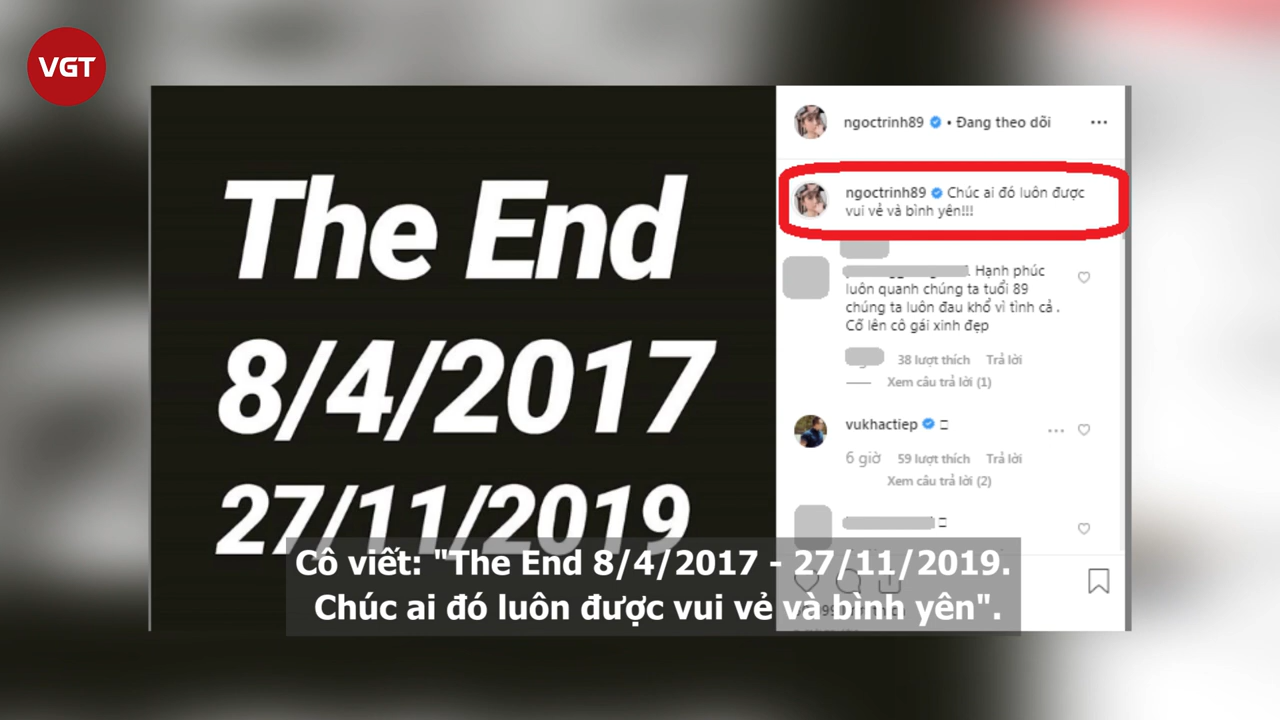 VGT
The End
8/4/2017
27/11/2019
ngoctrinh89 • Đang theo dõi
ngoctrinh89 Chúc ai đó luôn được
vui vẻ và bình yên!!!
Hạnh phúc
luôn quanh chúng ta tuổi 89
chúng ta luôn đau khổ vì tình cả .
Cố lên cô gái xinh đẹp
38 lượt thích Trả lời
Xem câu trả lời (1)
vukhactiep
6 giờ 59 lượt thích Trả lời
Xem câu trả lời (2)
Cô viết: "The End 8/4/2017 - 27/11/2019.
Chúc ai đó luôn được vui vẻ và bình yên".